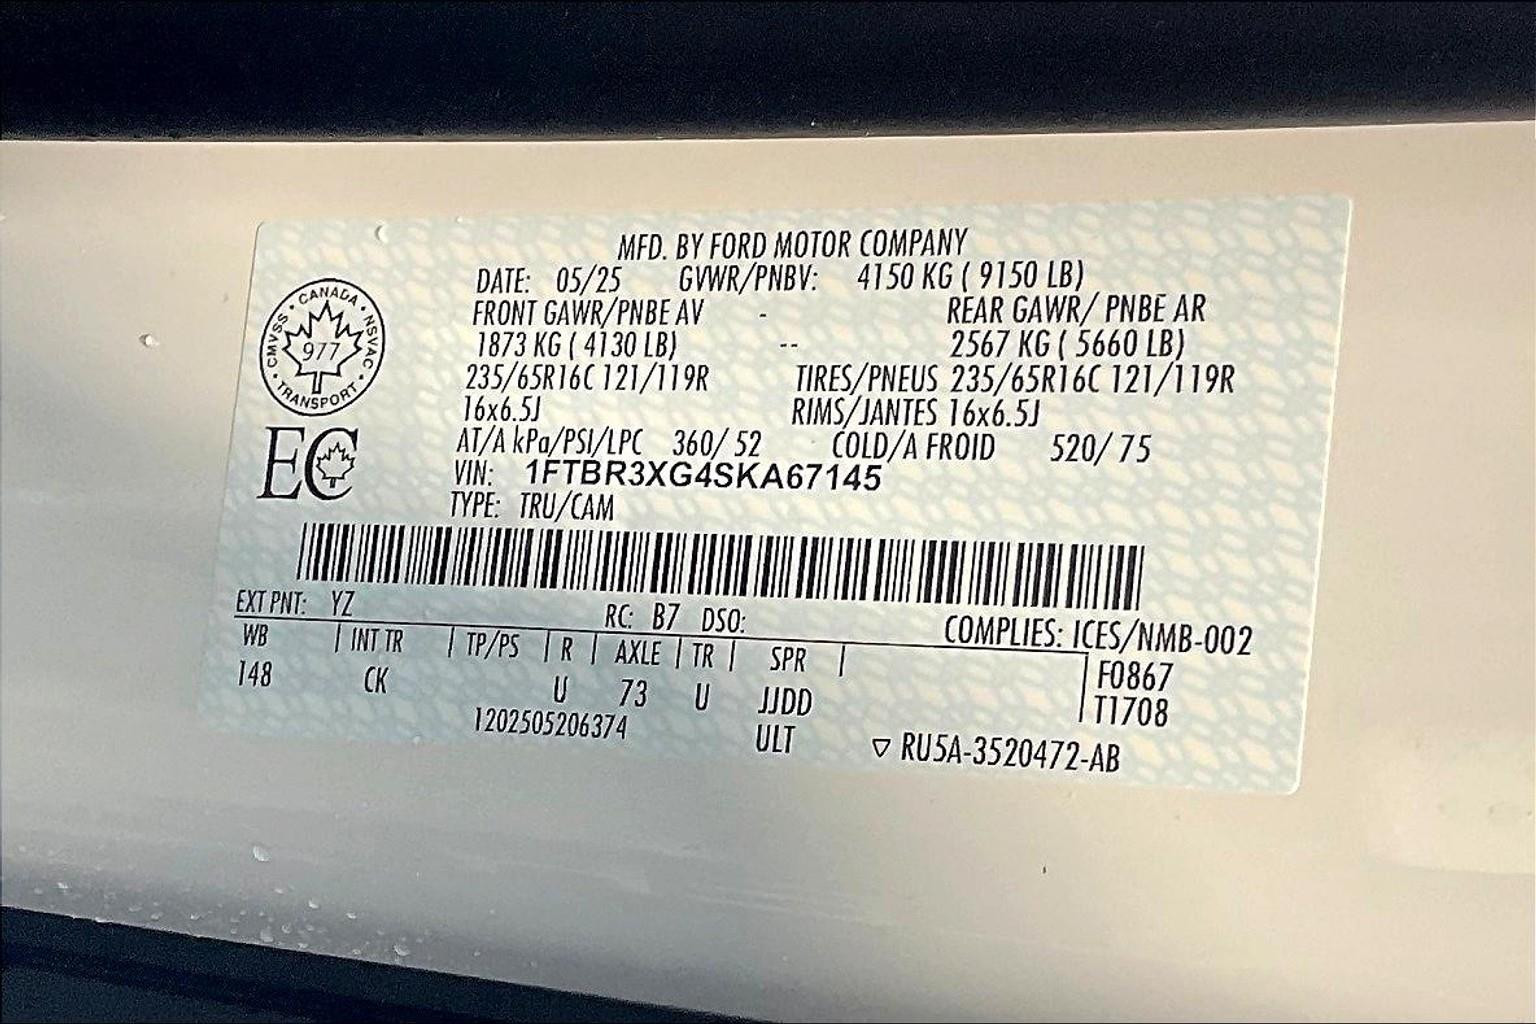 MFD. BY FORD MOTOR COMPANY
DATE: 05/25 GVWR/PNBV: 4150 KG ( 9150 LB)
FRONT GAWR/PNBE AV - REAR GAWR/ PNBE AR
1873 KG ( 4130 LB) -- 2567 KG ( 5660 LB)
235/65R16C 121/119R TIRES/PNEUS 235/65R16C 121/119R
16x6.5J RIMS/JANTES 16x6.5J
AT/A kPa/PSI/LPC 360/ 52 COLD/A FROID 520/ 75
VIN: 1FTBR3XG4SKA67145
TYPE: TRU/CAM
CANADA
CMVSS 977 NSVAC
TRANSPORT
EC
EXT PNT: YZ RC: B7 DSO:
COMPLIES: ICES/NMB-002
WB | INT TR | TP/PS | R | AXLE | TR | SPR |
148 CK U 73 U JJDD
F0867
T1708
1202505206374 ULT ▽ RU5A-3520472-AB